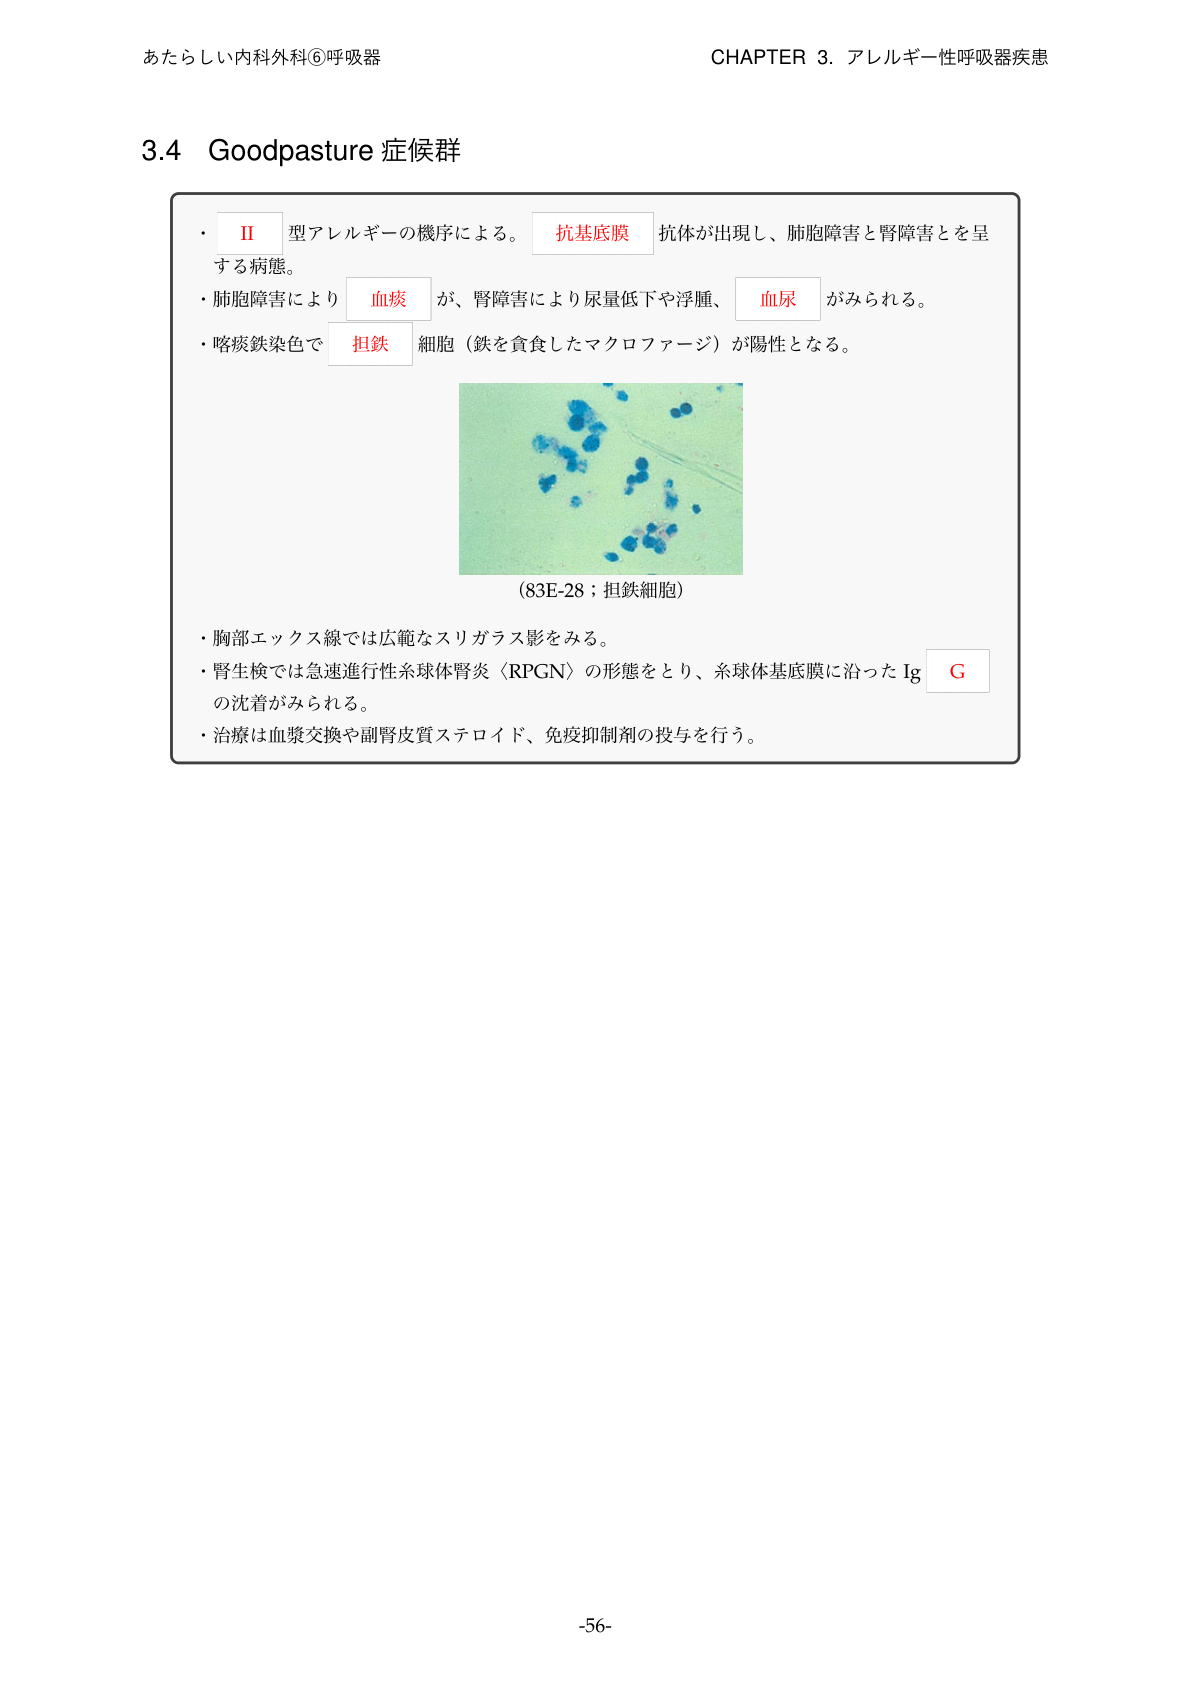 あたらしい内科外科⑥呼吸器 CHAPTER 3. アレルギー性呼吸器疾患
3.4 Goodpasture 症候群
・ II 型アレルギーの機序による。 抗基底膜 抗体が出現し、肺胞障害と腎障害とを呈
する病態。
・肺胞障害により 血痰 が、腎障害により尿量低下や浮腫、 血尿 がみられる。
・喀痰鉄染色で 担鉄 細胞（鉄を貪食したマクロファージ）が陽性となる。
（83E-28；担鉄細胞）
・胸部エックス線では広範なスリガラス影をみる。
・腎生検では急速進行性糸球体腎炎〈RPGN〉の形態をとり、糸球体基底膜に沿った Ig G
の沈着がみられる。
・治療は血漿交換や副腎皮質ステロイド、免疫抑制剤の投与を行う。
-56-